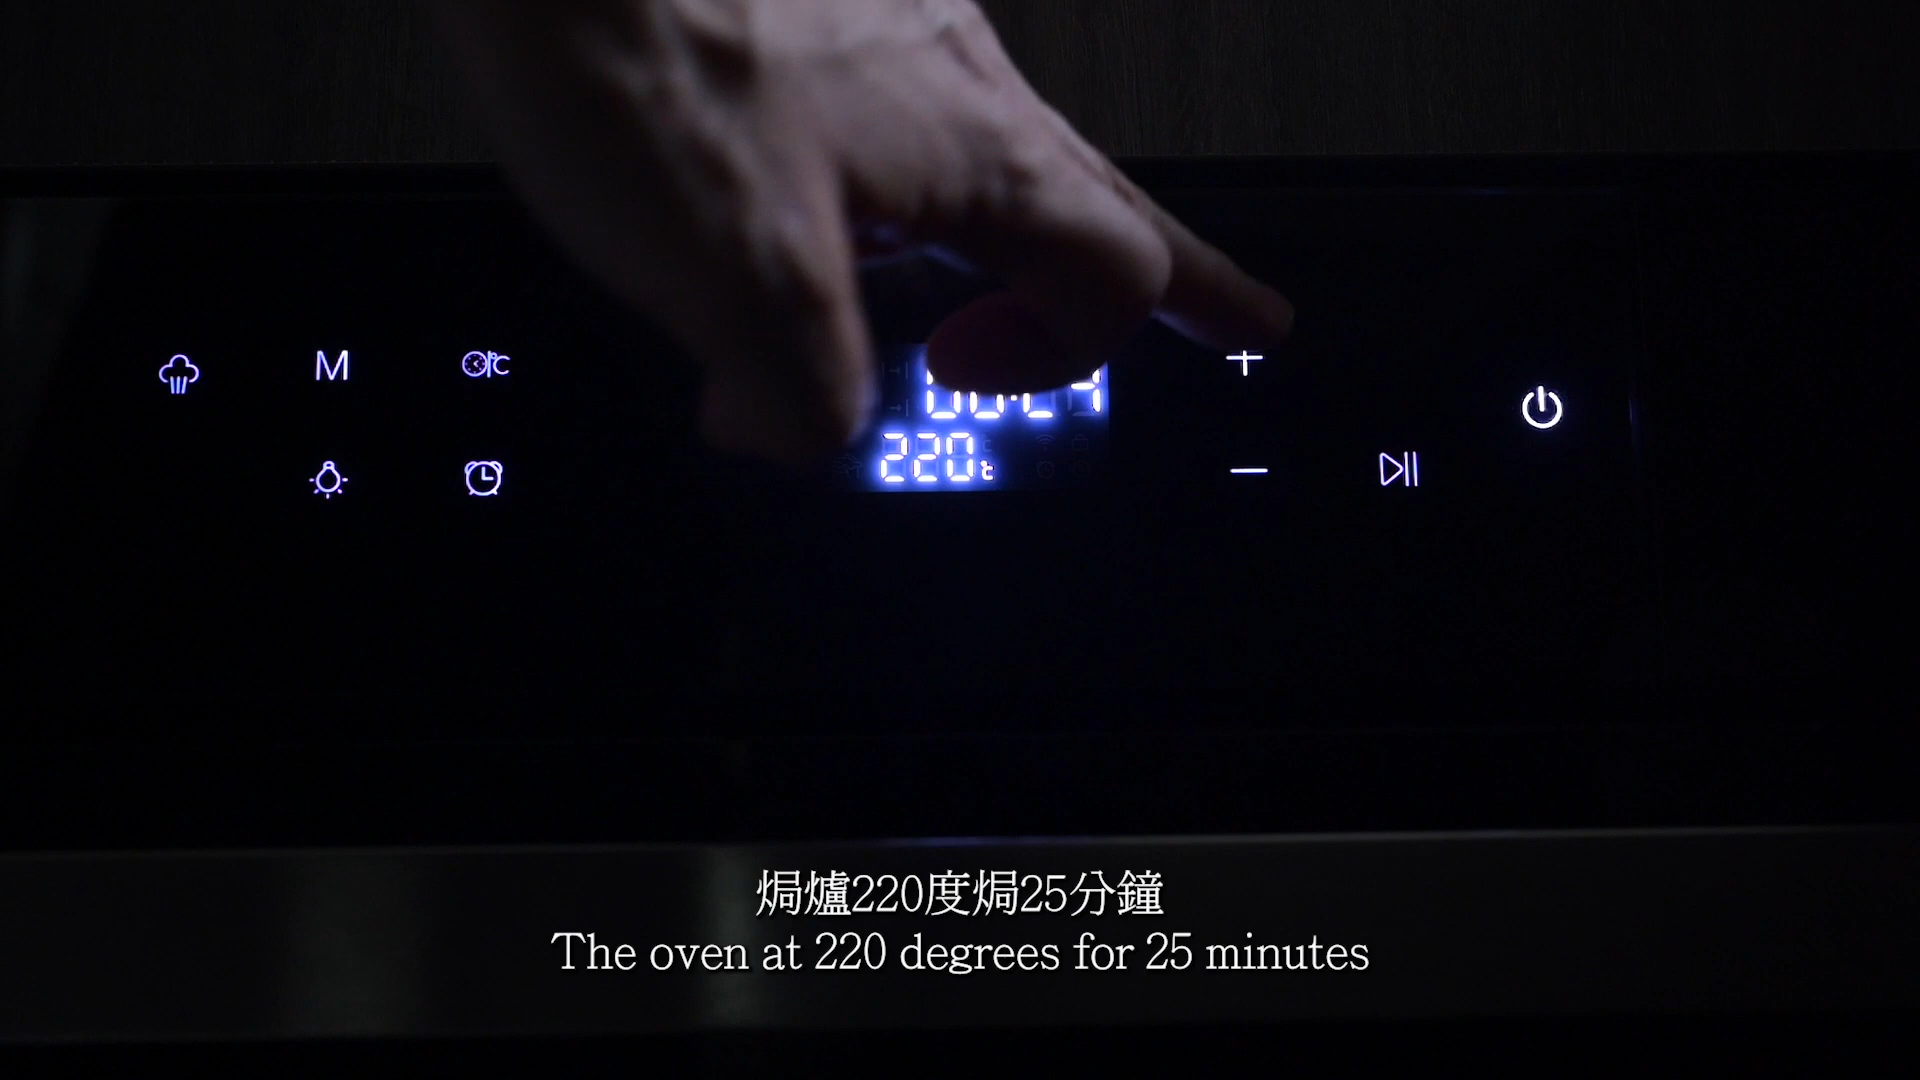 M
°C
220℃
焗爐220度焗25分鐘
The oven at 220 degrees for 25 minutes